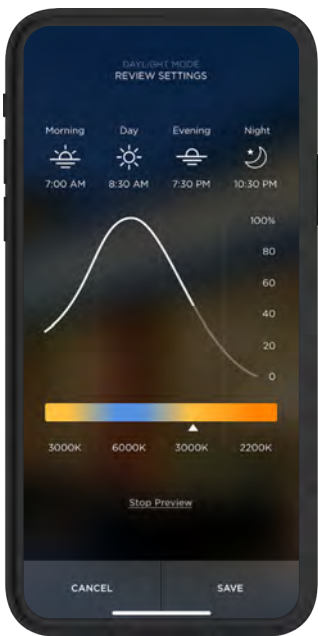 DAYLIGHT MODE
REVIEW SETTINGS
Morning Day Evening Night
7:00 AM 8:30 AM 7:30 PM 10:30 PM
100%
80
60
40
20
0
3000K 6000K 3000K 2200K
Stop Preview
CANCEL SAVE